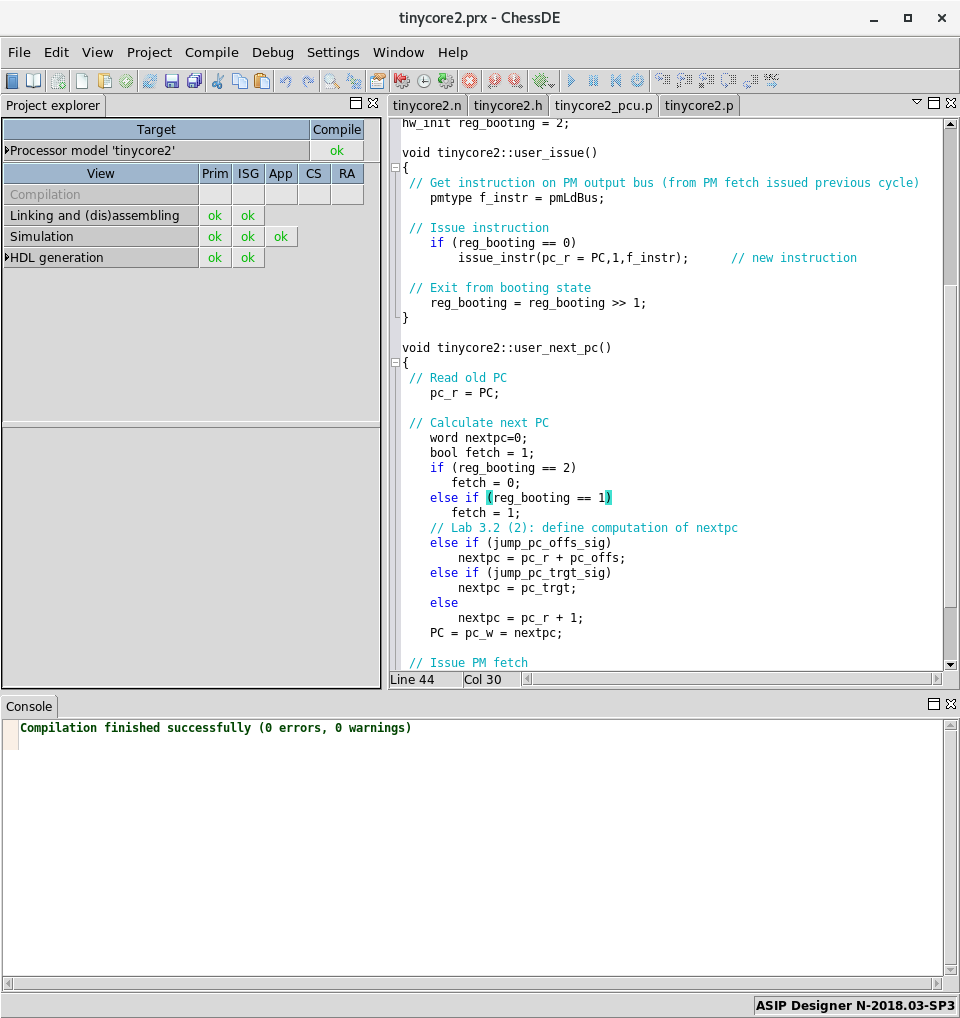 tinycore2.prx - ChessDE
File Edit View Project Compile Debug Settings Window Help
Project explorer
Target Compile
Processor model 'tinycore2' ok
View Prim ISG App CS RA
Compilation
Linking and (dis)assembling ok ok
Simulation ok ok ok
HDL generation ok ok
tinycore2.n tinycore2.h tinycore2_pcu.p tinycore2.p
hw_init reg_booting = 2;
void tinycore2::user_issue()
{
// Get instruction on PM output bus (from PM fetch issued previous cycle)
pmtype f_instr = pmLdBus;
// Issue instruction
if (reg_booting == 0)
issue_instr(pc_r = PC,1,f_instr); // new instruction
// Exit from booting state
reg_booting = reg_booting >> 1;
}
void tinycore2::user_next_pc()
{
// Read old PC
pc_r = PC;
// Calculate next PC
word nextpc=0;
bool fetch = 1;
if (reg_booting == 2)
fetch = 0;
else if (reg_booting == 1)
fetch = 1;
// Lab 3.2 (2): define computation of nextpc
else if (jump_pc_offs_sig)
nextpc = pc_r + pc_offs;
else if (jump_pc_trgt_sig)
nextpc = pc_trgt;
else
nextpc = pc_r + 1;
PC = pc_w = nextpc;
// Issue PM fetch
Line 44 Col 30
Console
Compilation finished successfully (0 errors, 0 warnings)
ASIP Designer N-2018.03-SP3